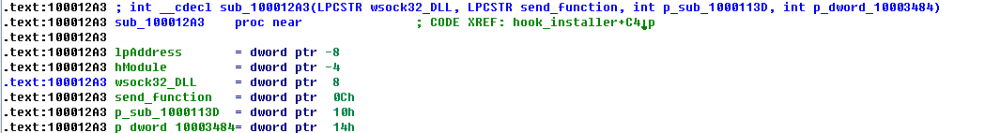 .text:100012A3 ; int __cdecl sub_100012A3(LPCSTR wsock32_DLL, LPCSTR send_function, int p_sub_1000113D, int p_dword_10003484)
.text:100012A3 sub_100012A3    proc near               ; CODE XREF: hook_installer+C4↓p
.text:100012A3
.text:100012A3 lpAddress       = dword ptr -8
.text:100012A3 hModule         = dword ptr -4
.text:100012A3 wsock32_DLL     = dword ptr  8
.text:100012A3 send_function   = dword ptr  0Ch
.text:100012A3 p_sub_1000113D  = dword ptr  10h
.text:100012A3 p_dword_10003484= dword ptr  14h